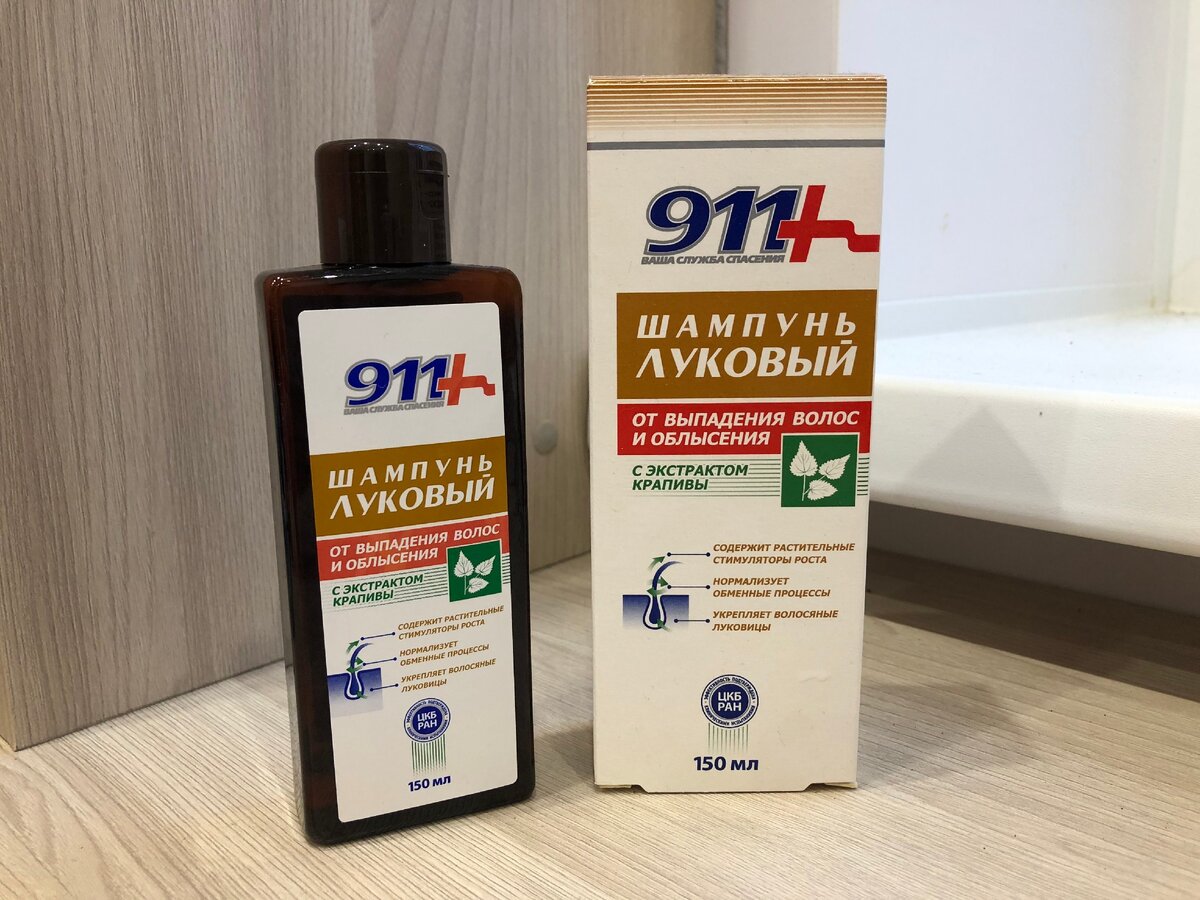 911
ВАША СЛУЖБА СПАСЕНИЯ
ШАМПУНЬ
ЛУКОВЫЙ
ОТ ВЫПАДЕНИЯ ВОЛОС
И ОБЛЫСЕНИЯ
С ЭКСТРАКТОМ
КРАПИВЫ
СОДЕРЖИТ РАСТИТЕЛЬНЫЕ
СТИМУЛЯТОРЫ РОСТА
НОРМАЛИЗУЕТ
ОБМЕННЫЕ ПРОЦЕССЫ
УКРЕПЛЯЕТ ВОЛОСЯНЫЕ
ЛУКОВИЦЫ
ЦКБ
РАН
150 мл
911
ВАША СЛУЖБА СПАСЕНИЯ
ШАМПУНЬ
ЛУКОВЫЙ
ОТ ВЫПАДЕНИЯ ВОЛОС
И ОБЛЫСЕНИЯ
С ЭКСТРАКТОМ
КРАПИВЫ
СОДЕРЖИТ РАСТИТЕЛЬНЫЕ
СТИМУЛЯТОРЫ РОСТА
НОРМАЛИЗУЕТ
ОБМЕННЫЕ ПРОЦЕССЫ
УКРЕПЛЯЕТ ВОЛОСЯНЫЕ
ЛУКОВИЦЫ
ЭФФЕКТИВНОСТЬ ПОДТВЕРЖДЕНА
ЦКБ
РАН
150 мл